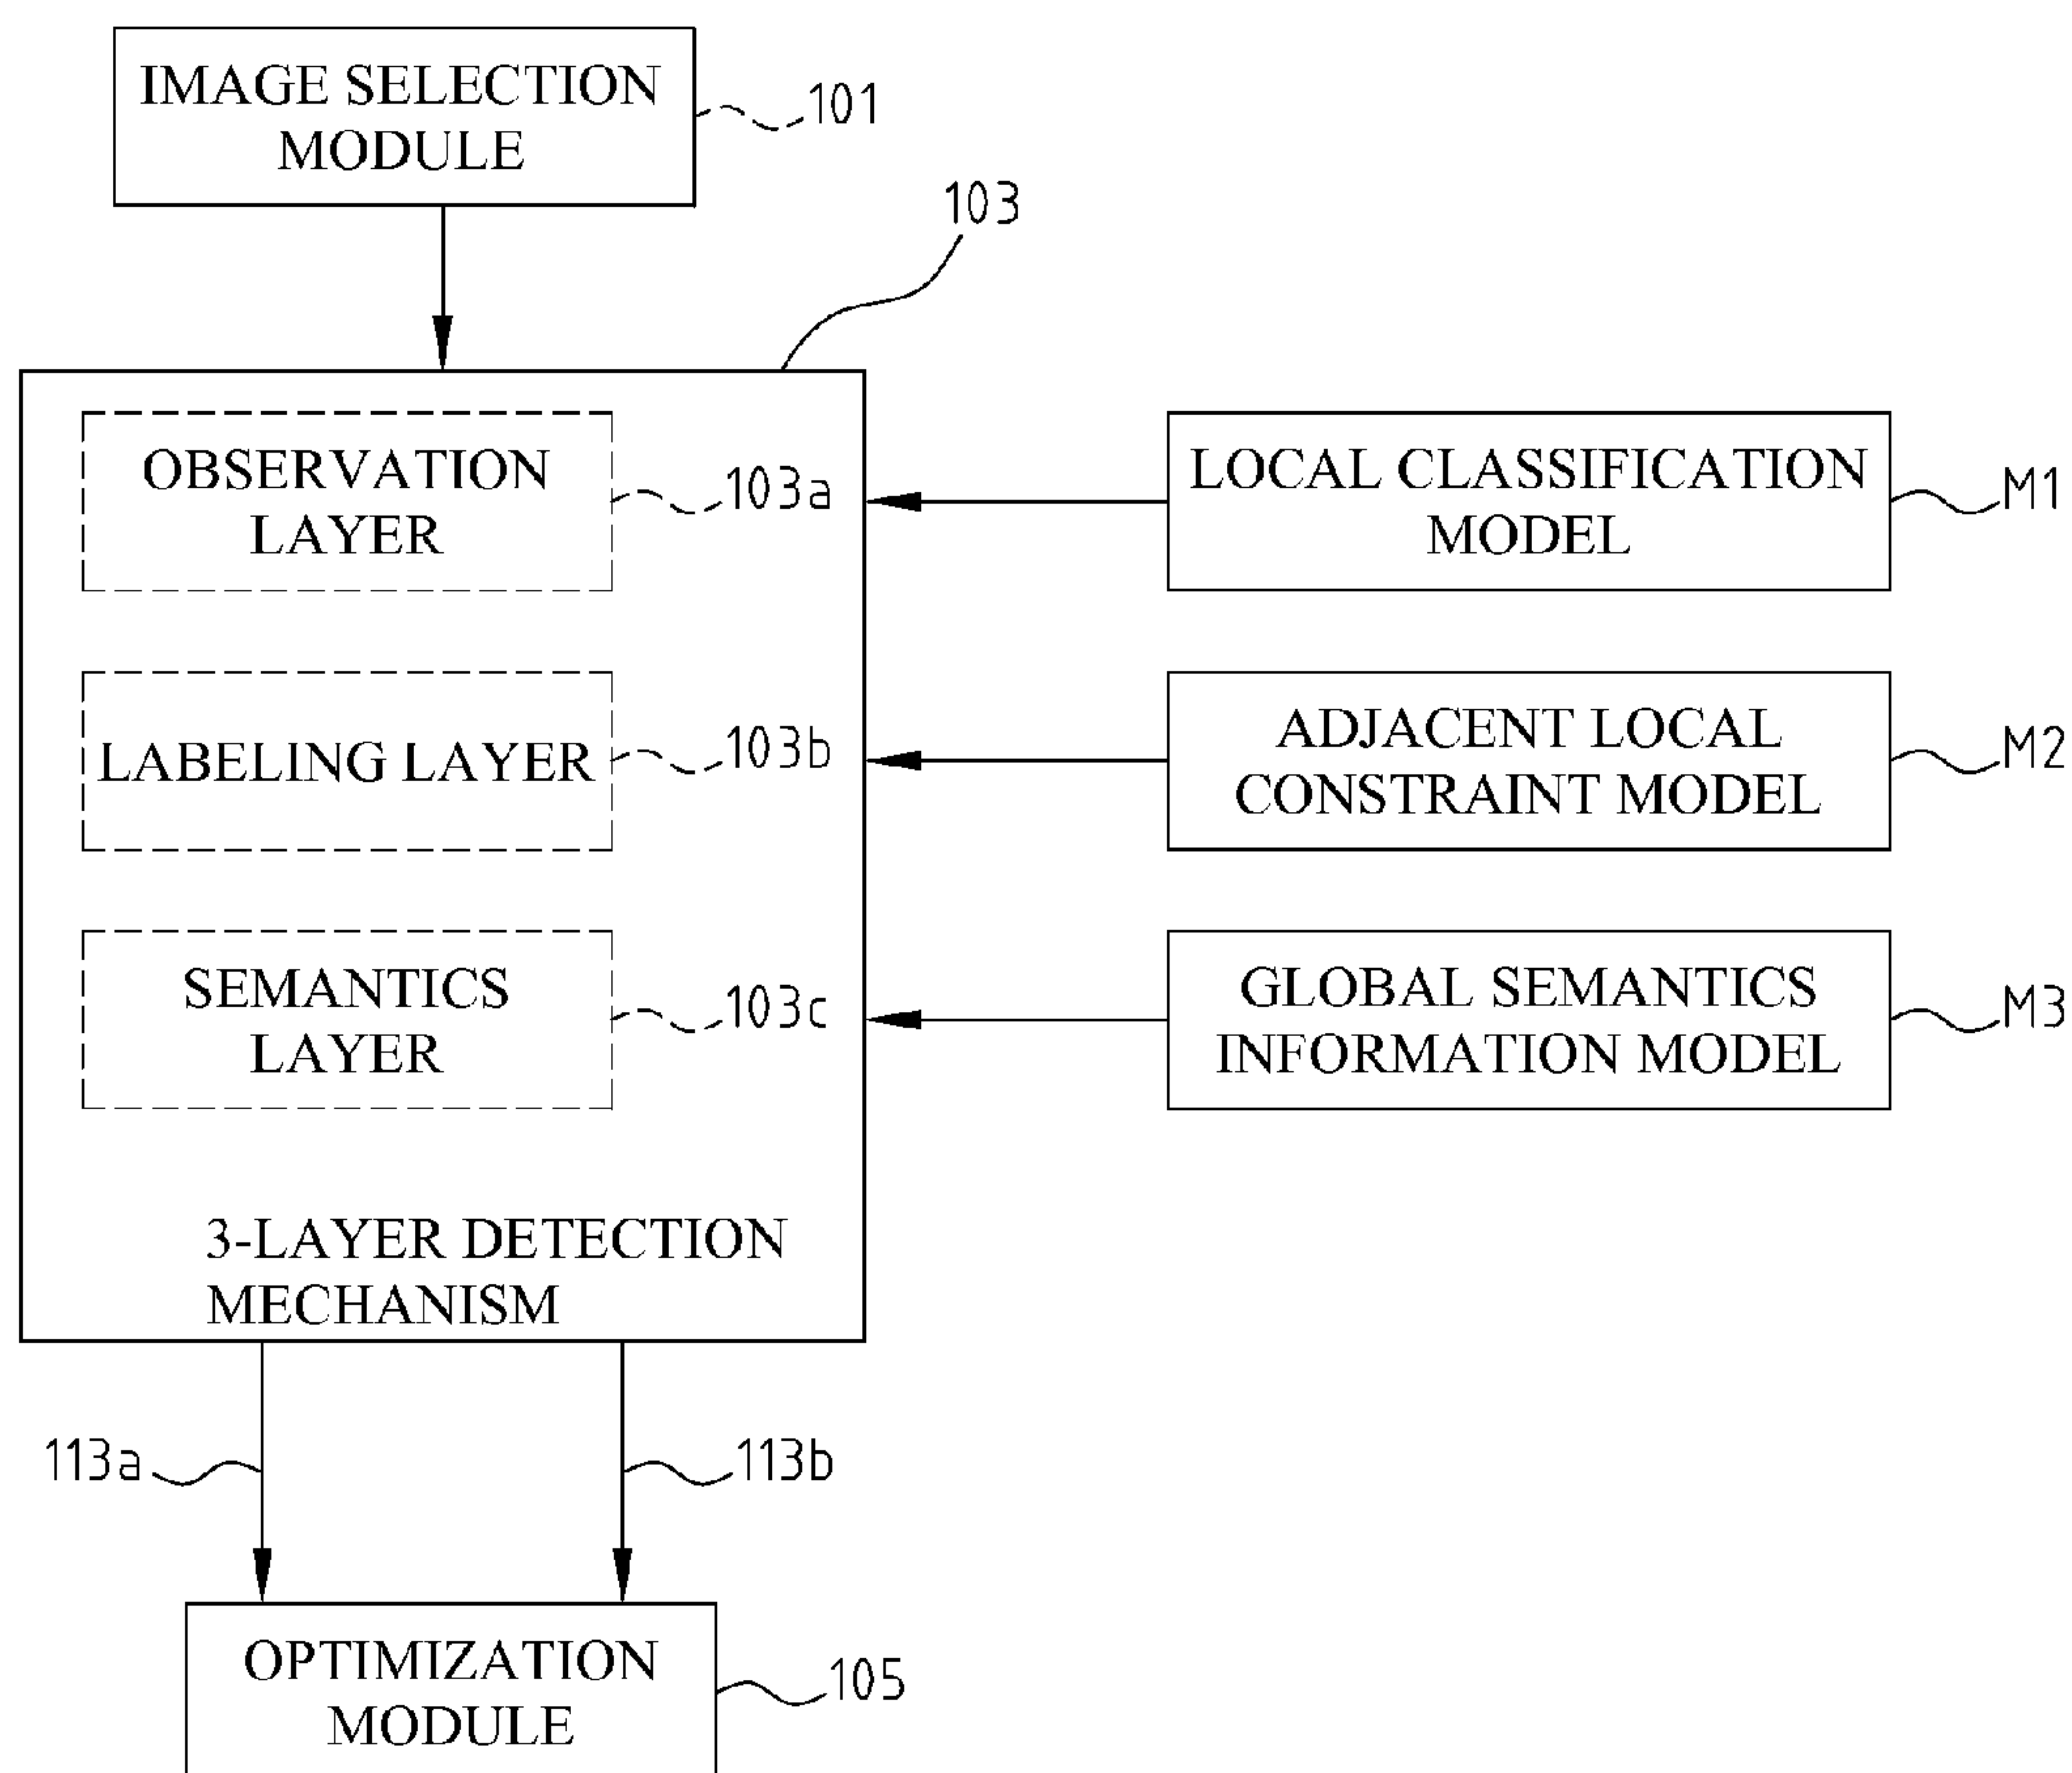 IMAGE SELECTION
MODULE
101
103
OBSERVATION
LAYER
103a
LOCAL CLASSIFICATION
MODEL
M1
LABELING LAYER
103b
ADJACENT LOCAL
CONSTRAINT MODEL
M2
SEMANTICS
LAYER
103c
GLOBAL SEMANTICS
INFORMATION MODEL
M3
3-LAYER DETECTION
MECHANISM
113a
113b
OPTIMIZATION
MODULE
105